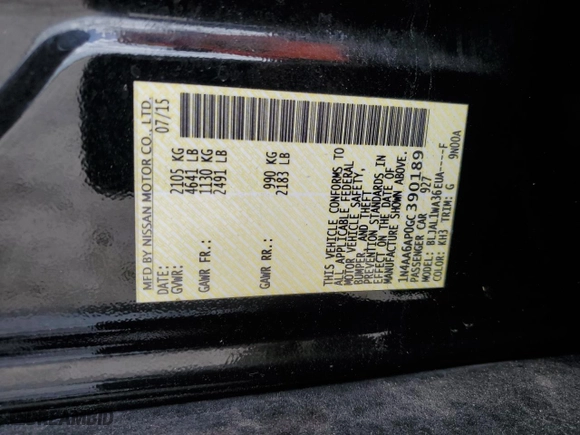 MFD BY NISSAN MOTOR CO., LTD.
DATE: 07/15
GVWR: 2105 KG
4641 LB
GAWR FR.: 1130 KG
2491 LB
GAWR RR: 990 KG
2183 LB
THIS VEHICLE CONFORMS TO
ALL APPLICABLE FEDERAL
MOTOR VEHICLE SAFETY,
BUMPER, AND THEFT
PREVENTION STANDARDS IN
EFFECT ON THE DATE OF
MANUFACTURE SHOWN ABOVE.
1N4AA6AP0GC390189
PASSENGER CAR 927
MODEL: BLJALLWA36EUA----F
COLOR: KH3 TRIM: G 9N00A